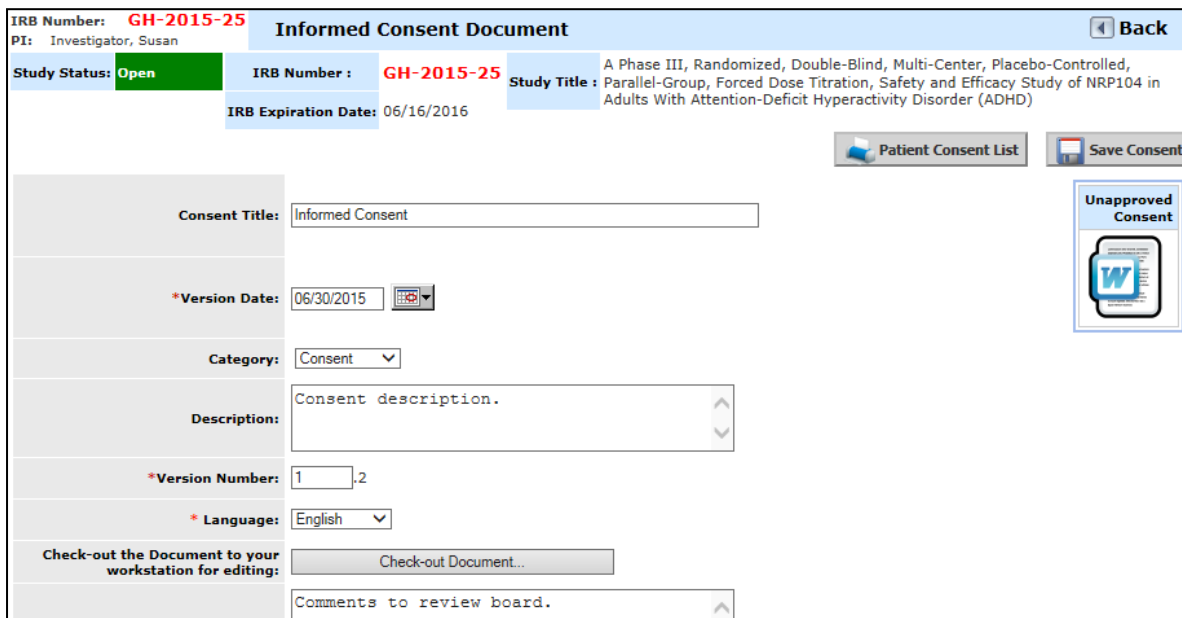 IRB Number: GH-2015-25
PI: Investigator, Susan
Informed Consent Document
Back
Study Status: Open
IRB Number : GH-2015-25
IRB Expiration Date: 06/16/2016
Study Title : A Phase III, Randomized, Double-Blind, Multi-Center, Placebo-Controlled,
Parallel-Group, Forced Dose Titration, Safety and Efficacy Study of NRP104 in
Adults With Attention-Deficit Hyperactivity Disorder (ADHD)
Patient Consent List
Save Consent
Unapproved
Consent
W
Consent Title: Informed Consent
*Version Date: 06/30/2015
Category: Consent
Description: Consent description.
*Version Number: 1 .2
* Language: English
Check-out the Document to your
workstation for editing:
Check-out Document...
Comments to review board.